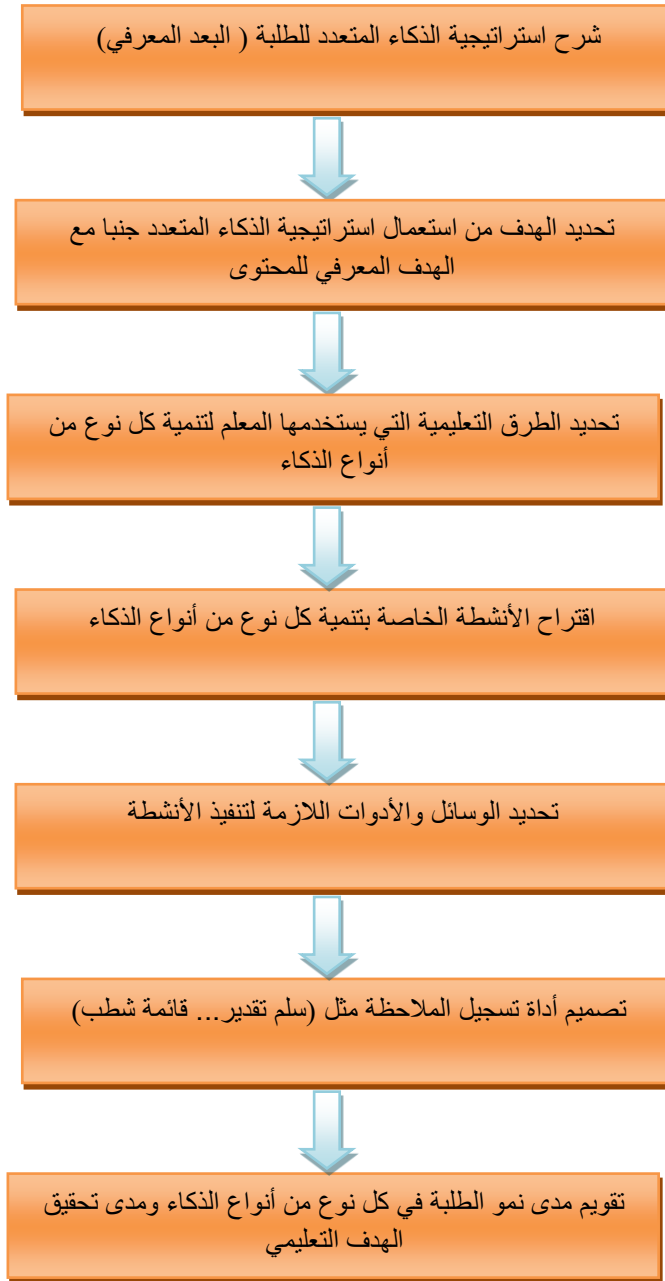 شرح استراتيجية الذكاء المتعدد للطلبة ( البعد المعرفي)
تحديد الهدف من استعمال استراتيجية الذكاء المتعدد جنبا مع
الهدف المعرفي للمحتوى
تحديد الطرق التعليمية التي يستخدمها المعلم لتنمية كل نوع من
أنواع الذكاء
اقتراح الأنشطة الخاصة بتنمية كل نوع من أنواع الذكاء
تحديد الوسائل والأدوات اللازمة لتنفيذ الأنشطة
تصميم أداة تسجيل الملاحظة مثل (سلم تقدير... قائمة شطب)
تقويم مدى نمو الطلبة في كل نوع من أنواع الذكاء ومدى تحقيق
الهدف التعليمي